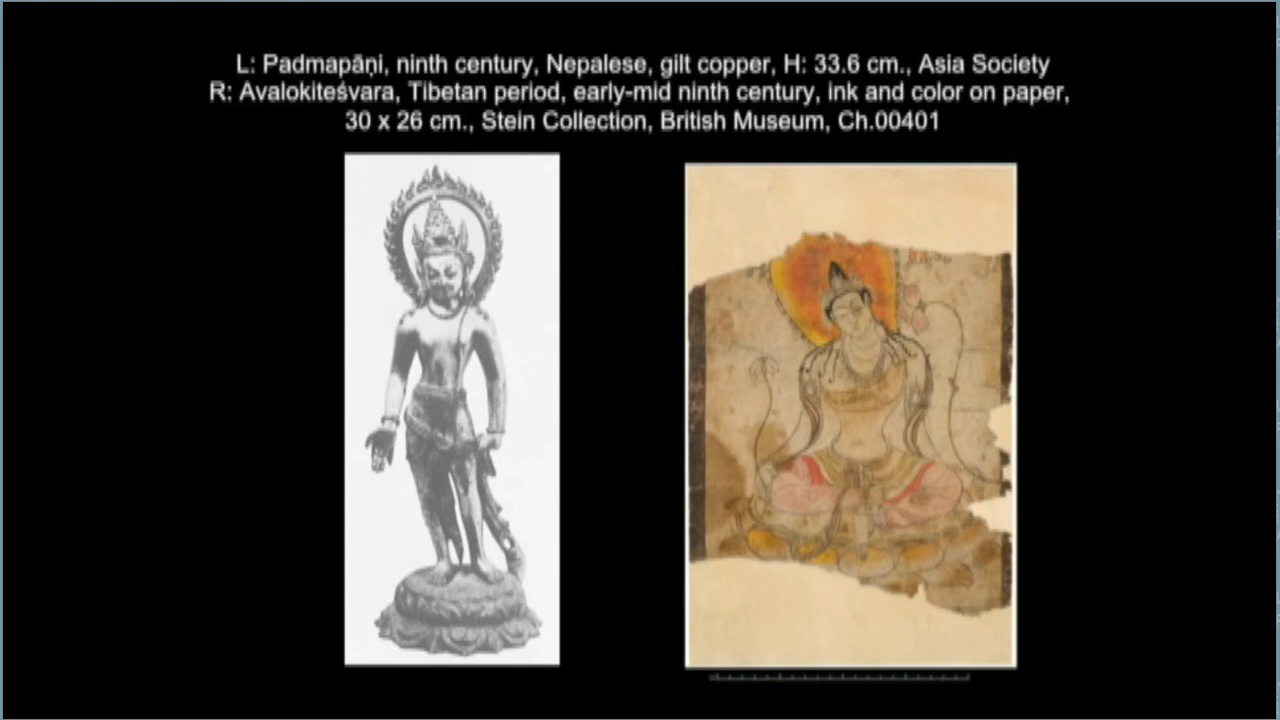 L: Padmapāṇi, ninth century, Nepalese, gilt copper, H: 33.6 cm., Asia Society
R: Avalokiteśvara, Tibetan period, early-mid ninth century, ink and color on paper,
30 x 26 cm., Stein Collection, British Museum, Ch.00401